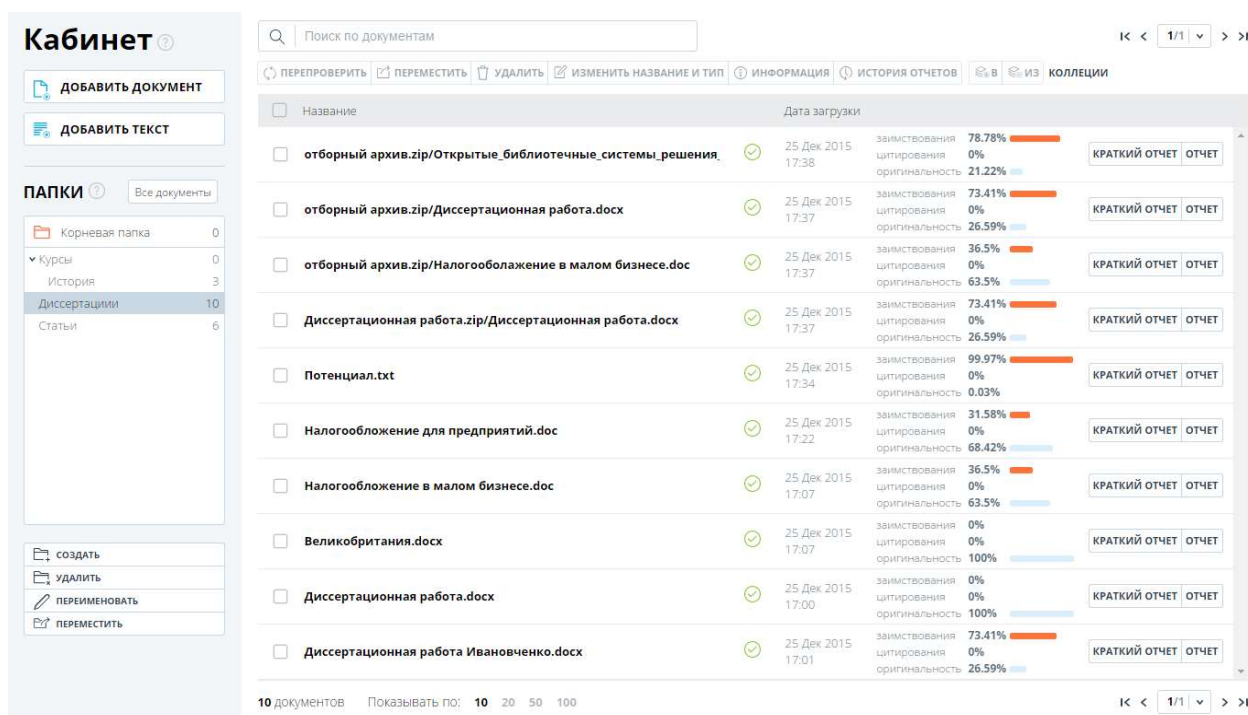 Кабинет ?
ДОБАВИТЬ ДОКУМЕНТ
ДОБАВИТЬ ТЕКСТ
ПАПКИ ? Все документы
Корневая папка 0
Курсы 0
История 3
Диссертациии 10
Статьи 6
СОЗДАТЬ
УДАЛИТЬ
ПЕРЕИМЕНОВАТЬ
ПЕРЕМЕСТИТЬ
Поиск по документам 1/1
ПЕРЕПРОВЕРИТЬ ПЕРЕМЕСТИТЬ УДАЛИТЬ ИЗМЕНИТЬ НАЗВАНИЕ И ТИП ИНФОРМАЦИЯ ИСТОРИЯ ОТЧЕТОВ В ИЗ КОЛЛЕЦИИ
Название Дата загрузки
отборный архив.zip/Открытые_библиотечные_системы_решения_ 25 Дек 2015 17:38
заимствования 78.78%
цитирования 0%
оригинальность 21.22%
КРАТКИЙ ОТЧЕТ ОТЧЕТ
отборный архив.zip/Диссертационная работа.docx 25 Дек 2015 17:37
заимствования 73.41%
цитирования 0%
оригинальность 26.59%
КРАТКИЙ ОТЧЕТ ОТЧЕТ
отборный архив.zip/Налогооболажение в малом бизнесе.doc 25 Дек 2015 17:37
заимствования 36.5%
цитирования 0%
оригинальность 63.5%
КРАТКИЙ ОТЧЕТ ОТЧЕТ
Диссертационная работа.zip/Диссертационная работа.docx 25 Дек 2015 17:37
заимствования 73.41%
цитирования 0%
оригинальность 26.59%
КРАТКИЙ ОТЧЕТ ОТЧЕТ
Потенциал.txt 25 Дек 2015 17:34
заимствования 99.97%
цитирования 0%
оригинальность 0.03%
КРАТКИЙ ОТЧЕТ ОТЧЕТ
Налогообложение для предприятий.doc 25 Дек 2015 17:22
заимствования 31.58%
цитирования 0%
оригинальность 68.42%
КРАТКИЙ ОТЧЕТ ОТЧЕТ
Налогообложение в малом бизнесе.doc 25 Дек 2015 17:07
заимствования 36.5%
цитирования 0%
оригинальность 63.5%
КРАТКИЙ ОТЧЕТ ОТЧЕТ
Великобритания.docx 25 Дек 2015 17:07
заимствования 0%
цитирования 0%
оригинальность 100%
КРАТКИЙ ОТЧЕТ ОТЧЕТ
Диссертационная работа.docx 25 Дек 2015 17:00
заимствования 0%
цитирования 0%
оригинальность 100%
КРАТКИЙ ОТЧЕТ ОТЧЕТ
Диссертационная работа Ивановченко.docx 25 Дек 2015 17:01
заимствования 73.41%
цитирования 0%
оригинальность 26.59%
КРАТКИЙ ОТЧЕТ ОТЧЕТ
10 документов Показывать по: 10 20 50 100 1/1